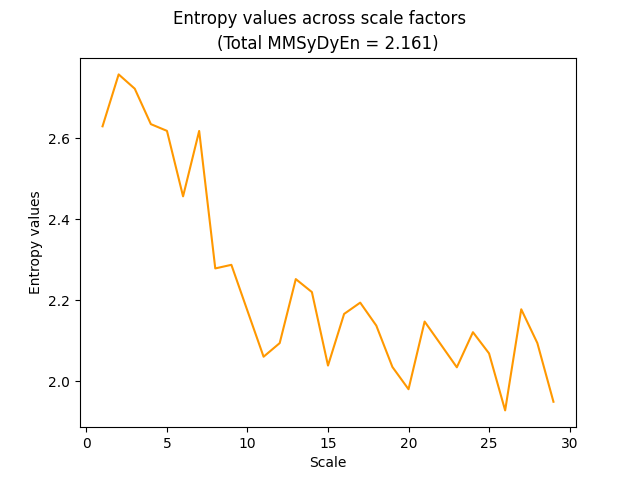 Entropy values across scale factors
(Total MMSyDyEn = 2.161)
Entropy values
2.6
2.4
2.2
2.0
0
5
10
15
20
25
30
Scale